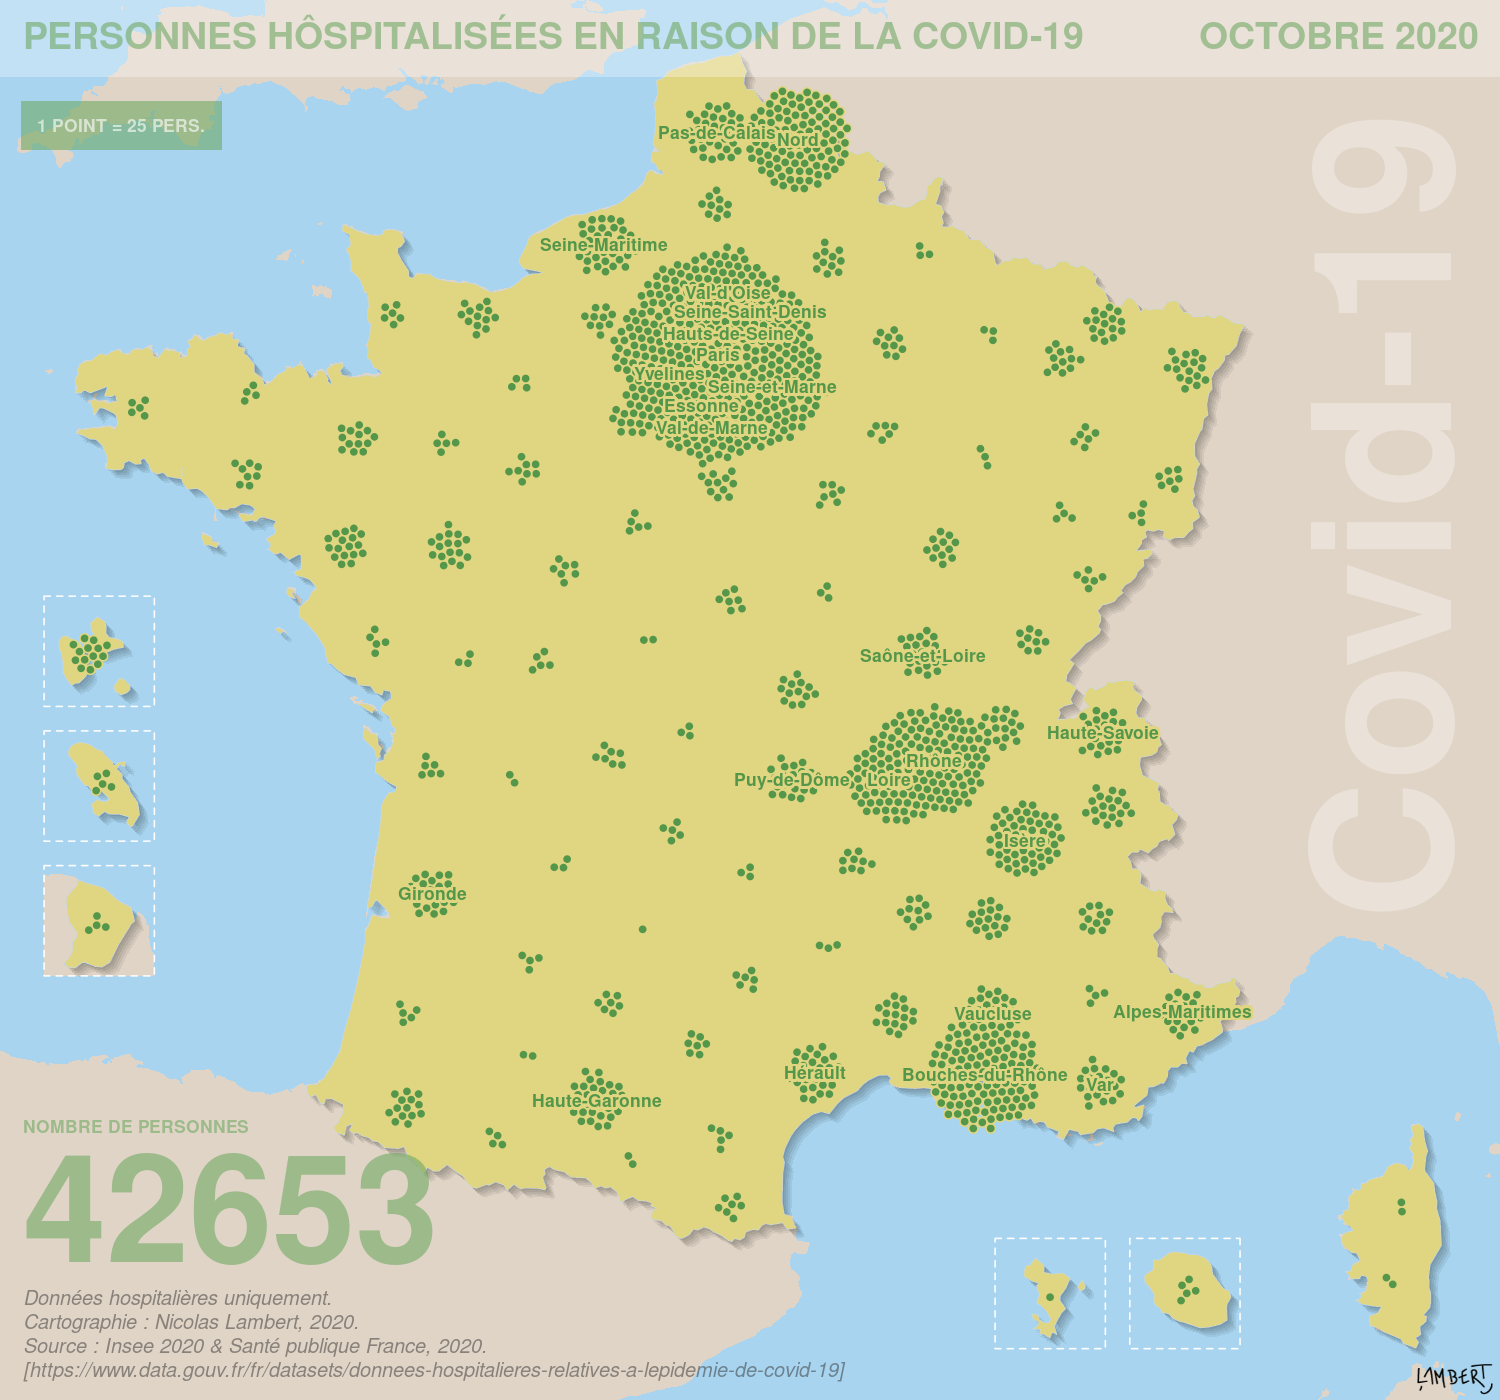 PERSONNES HÔSPITALISÉES EN RAISON DE LA COVID-19
OCTOBRE 2020
1 POINT = 25 PERS.
Covid-19
Pas-de-Calais
Nord
Seine-Maritime
Val-d'Oise
Seine-Saint-Denis
Hauts-de-Seine
Paris
Yvelines
Seine-et-Marne
Essonne
Val-de-Marne
Saône-et-Loire
Haute-Savoie
Rhône
Puy-de-Dôme
Loire
Isère
Gironde
Vaucluse
Alpes-Maritimes
Hérault
Bouches-du-Rhône
Var
Haute-Garonne
NOMBRE DE PERSONNES
42653
Données hospitalières uniquement.
Cartographie : Nicolas Lambert, 2020.
Source : Insee 2020 & Santé publique France, 2020.
[https://www.data.gouv.fr/fr/datasets/donnees-hospitalieres-relatives-a-lepidemie-de-covid-19]
LAMBERT